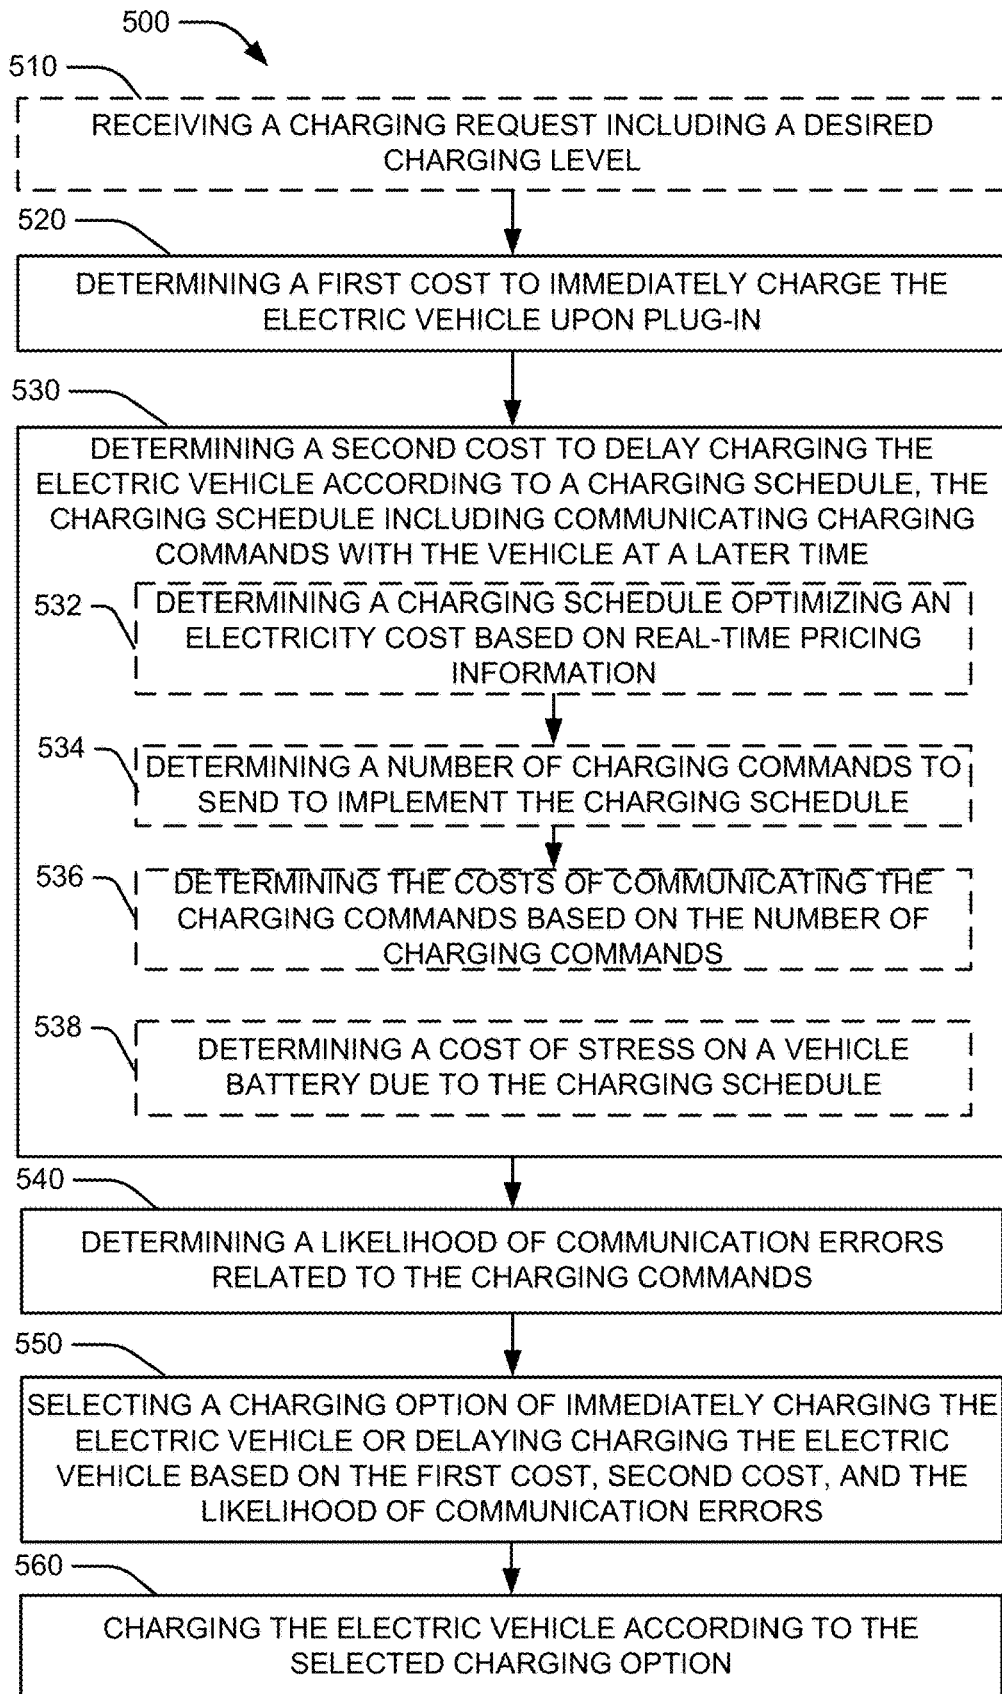 500
510
RECEIVING A CHARGING REQUEST INCLUDING A DESIRED
CHARGING LEVEL
520
DETERMINING A FIRST COST TO IMMEDIATELY CHARGE THE
ELECTRIC VEHICLE UPON PLUG-IN
530
DETERMINING A SECOND COST TO DELAY CHARGING THE
ELECTRIC VEHICLE ACCORDING TO A CHARGING SCHEDULE, THE
CHARGING SCHEDULE INCLUDING COMMUNICATING CHARGING
COMMANDS WITH THE VEHICLE AT A LATER TIME
532
DETERMINING A CHARGING SCHEDULE OPTIMIZING AN
ELECTRICITY COST BASED ON REAL-TIME PRICING
INFORMATION
534
DETERMINING A NUMBER OF CHARGING COMMANDS TO
SEND TO IMPLEMENT THE CHARGING SCHEDULE
536
DETERMINING THE COSTS OF COMMUNICATING THE
CHARGING COMMANDS BASED ON THE NUMBER OF
CHARGING COMMANDS
538
DETERMINING A COST OF STRESS ON A VEHICLE
BATTERY DUE TO THE CHARGING SCHEDULE
540
DETERMINING A LIKELIHOOD OF COMMUNICATION ERRORS
RELATED TO THE CHARGING COMMANDS
550
SELECTING A CHARGING OPTION OF IMMEDIATELY CHARGING THE
ELECTRIC VEHICLE OR DELAYING CHARGING THE ELECTRIC
VEHICLE BASED ON THE FIRST COST, SECOND COST, AND THE
LIKELIHOOD OF COMMUNICATION ERRORS
560
CHARGING THE ELECTRIC VEHICLE ACCORDING TO THE
SELECTED CHARGING OPTION